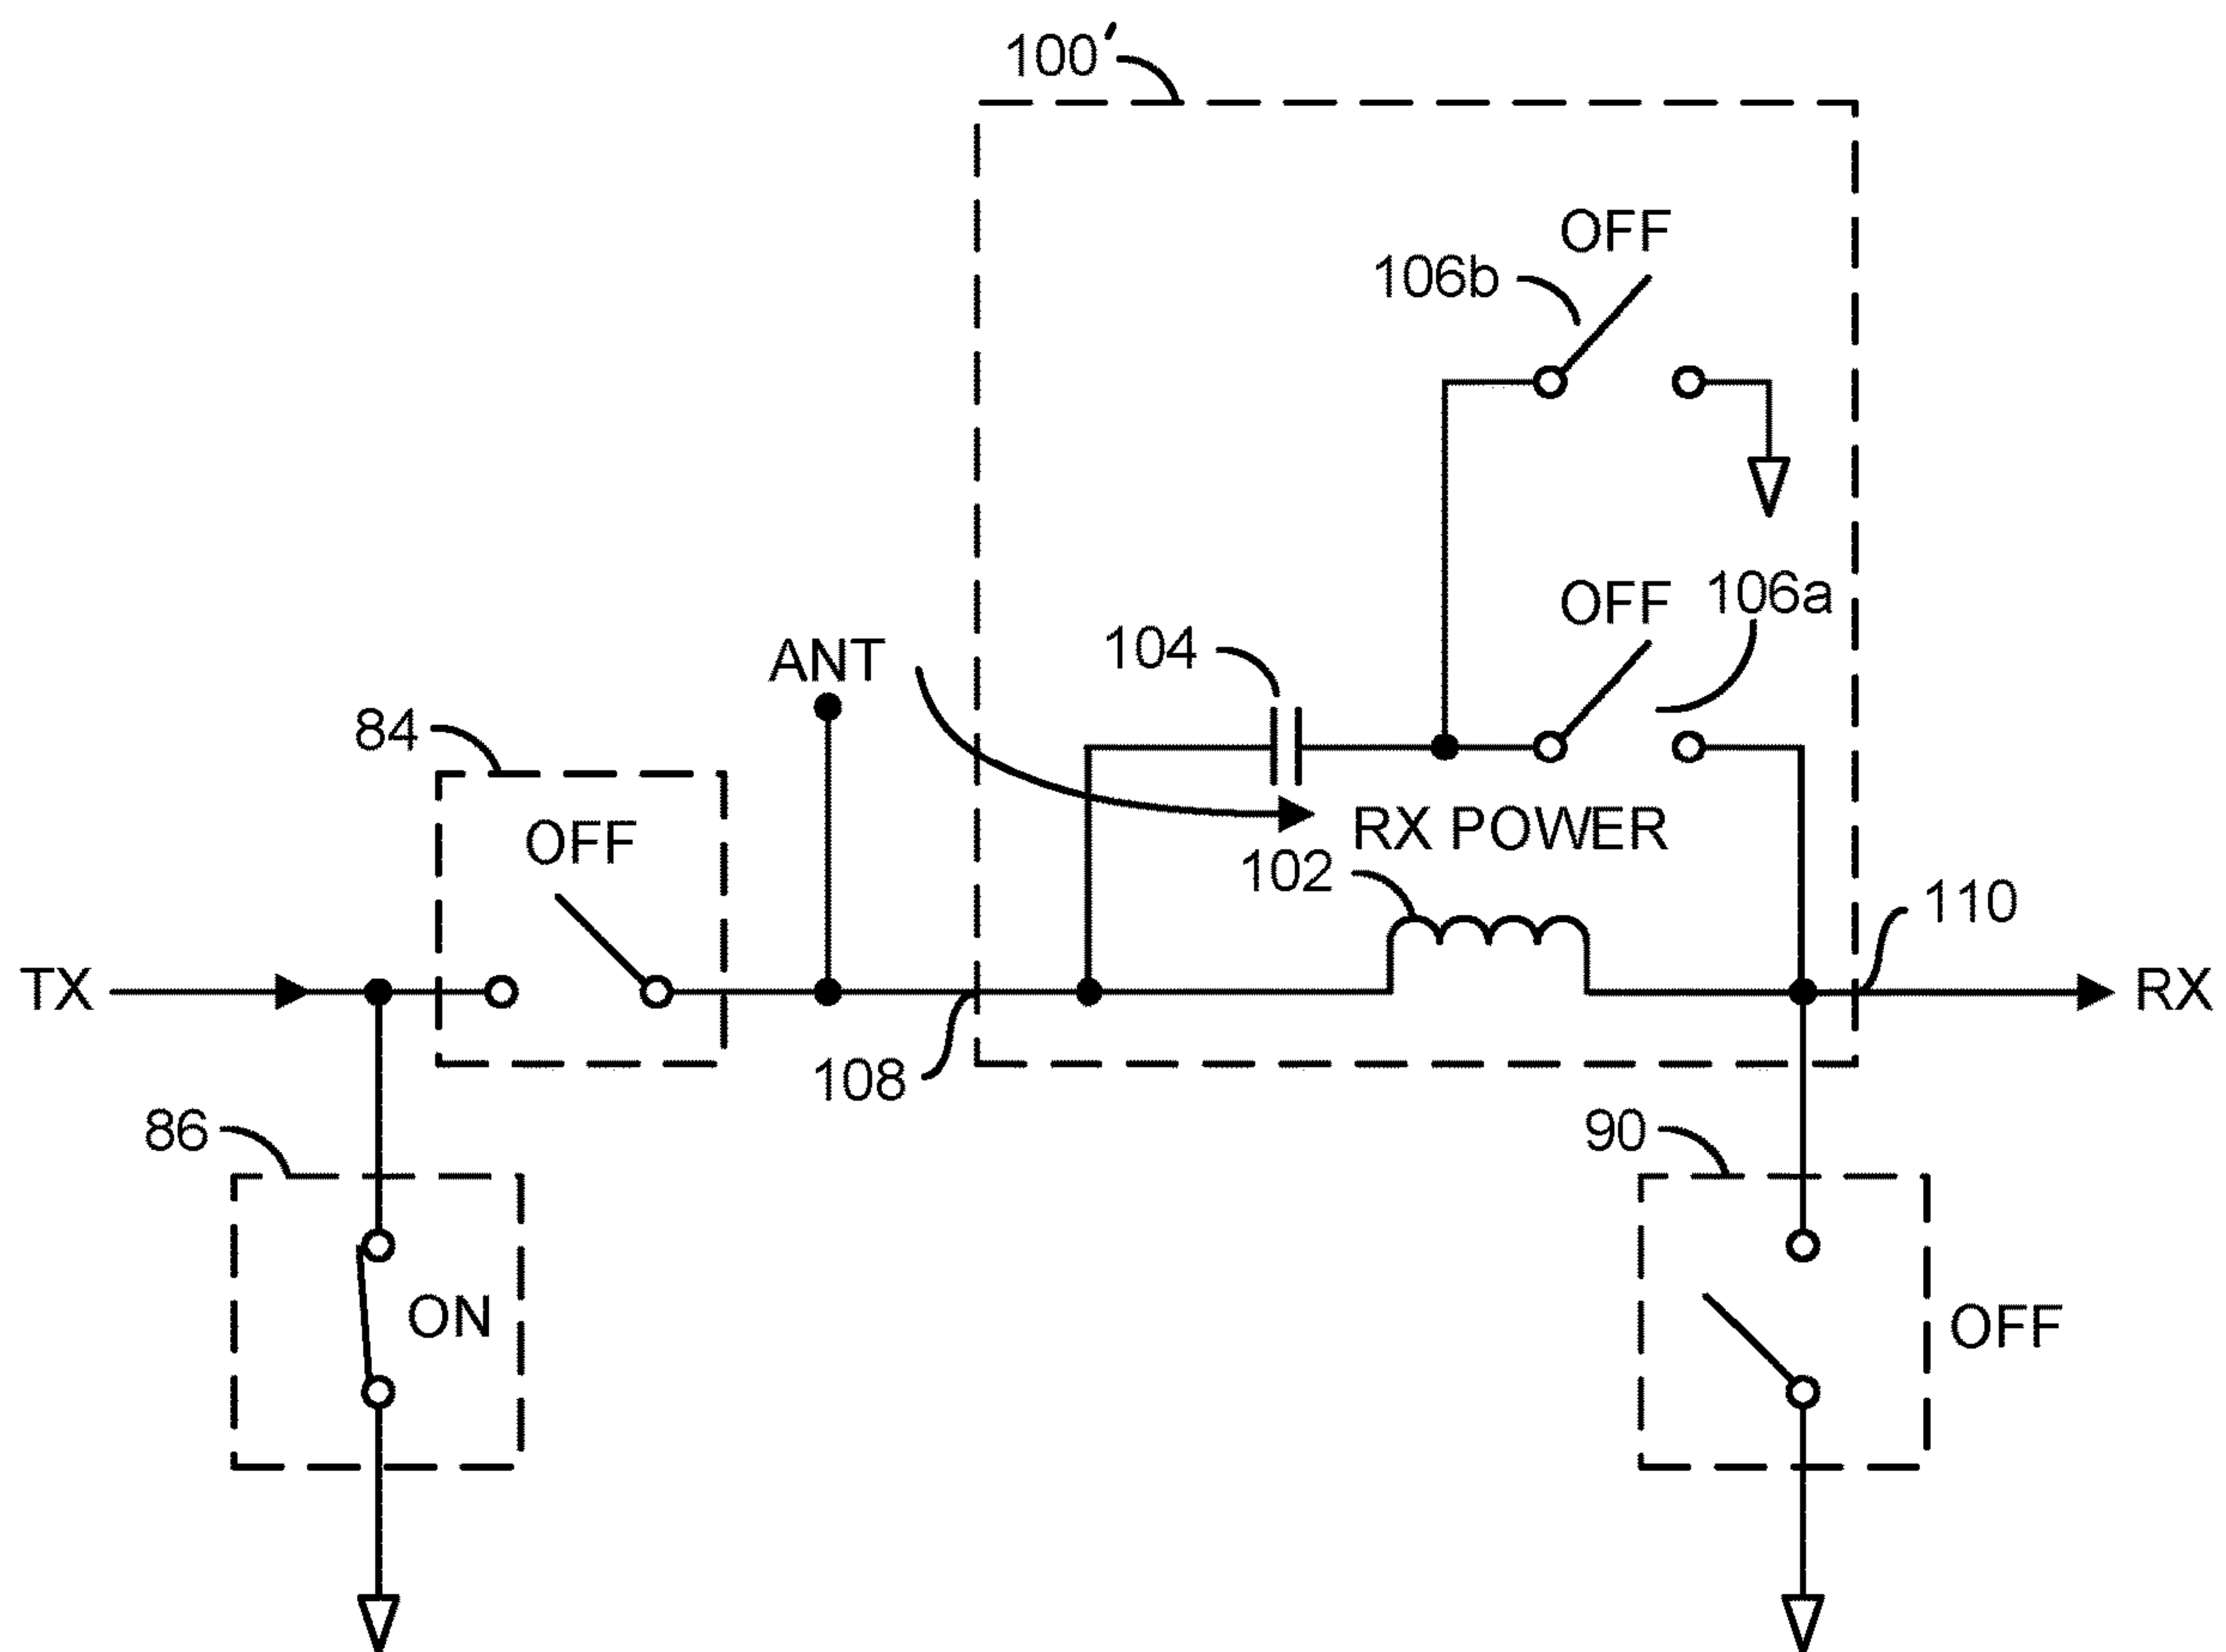 100′
OFF
106b
OFF
106a
104
ANT
84
RX POWER
OFF
102
110
TX
RX
108
86
90
ON
OFF